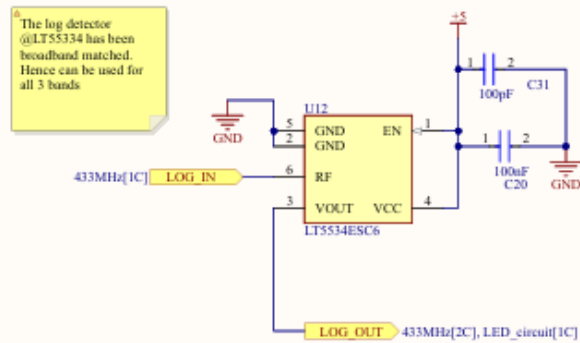 The log detector
@LT55334 has been
broadband matched.
Hence can be used for
all 3 bands
+5
1 2
100pF C31
U12
GND
5 GND EN 1
2 GND
1 2
100nF
C20
GND
433MHz[1C] LOG_IN 6 RF
3 VOUT VCC 4
LT5534ESC6
LOG_OUT 433MHz[2C], LED_circuit[1C]